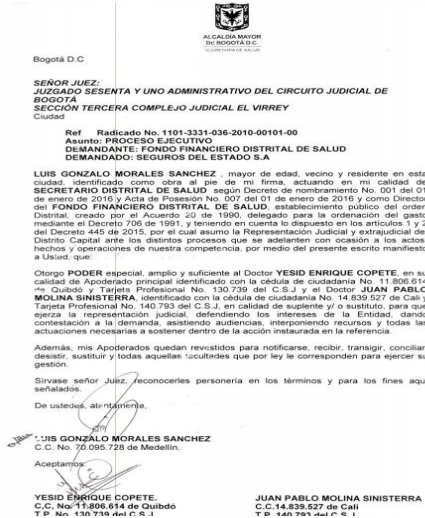 ALCALDÍA MAYOR
DE BOGOTÁ D.C.
SECRETARÍA DE SALUD
Bogotá D.C
SEÑOR JUEZ:
JUZGADO SESENTA Y UNO ADMINISTRATIVO DEL CIRCUITO JUDICIAL DE
BOGOTÁ
SECCIÓN TERCERA COMPLEJO JUDICIAL EL VIRREY
Ciudad
Ref Radicado No. 1101-3331-036-2010-00101-00
Asunto: PROCESO EJECUTIVO
DEMANDANTE: FONDO FINANCIERO DISTRITAL DE SALUD
DEMANDADO: SEGUROS DEL ESTADO S.A
LUIS GONZALO MORALES SANCHEZ , mayor de edad, vecino y residente en esta
ciudad, identificado como obra al pie de mi firma, actuando en mi calidad de
SECRETARIO DISTRITAL DE SALUD según Decreto de nombramiento No. 001 del 01
de enero de 2016 y Acta de Posesión No. 007 del 01 de enero de 2016 y como Director
del FONDO FINANCIERO DISTRITAL DE SALUD, establecimiento público del orden
Distrital, creado por el Acuerdo 20 de 1990, delegado para la ordenación del gasto
mediante el Decreto 706 de 1991, y teniendo en cuenta lo dispuesto en los artículos 1 y 2
del Decreto 445 de 2015, por el cual asumo la Representación Judicial y extrajudicial del
Distrito Capital ante los distintos procesos que se adelanten con ocasión a los actos,
hechos y operaciones de nuestra competencia, por medio del presente escrito manifiesto
a Usted, que:
Otorgo PODER especial, amplio y suficiente al Doctor YESID ENRIQUE COPETE, en su
calidad de Apoderado principal identificado con la cédula de ciudadanía No. 11.806.614
de Quibdó y Tarjeta Profesional No. 130.739 del C.S.J y el Doctor JUAN PABLO
MOLINA SINISTERRA, identificado con la cédula de ciudadanía No. 14.839.527 de Cali y
Tarjeta Profesional No. 140.793 del C.S.J, en calidad de suplente y/o sustituto, para que
ejerza la representación judicial, defendiendo los intereses de la Entidad, dando
contestación a la demanda, asistiendo audiencias, interponiendo recursos y todas las
actuaciones necesarias a sostener dentro de la acción instaurada en la referencia.
Además, mis Apoderados quedan revestidos para notificarse, recibir, transigir, conciliar,
desistir, sustituir y todas aquellas facultades que por ley le corresponden para ejercer su
gestión.
Sírvase señor Juez, reconocerles personería en los términos y para los fines aquí
señalados.
De ustedes, atentamente,
LUIS GONZALO MORALES SANCHEZ
C.C. No. 70.095.728 de Medellín.
Aceptamos:
YESID ENRIQUE COPETE. JUAN PABLO MOLINA SINISTERRA
C,C, No. 11.806.614 de Quibdó C.C.14.839.527 de Cali
T.P. No. 130.739 del C.S.J T.P. 140.793 del C.S.J.